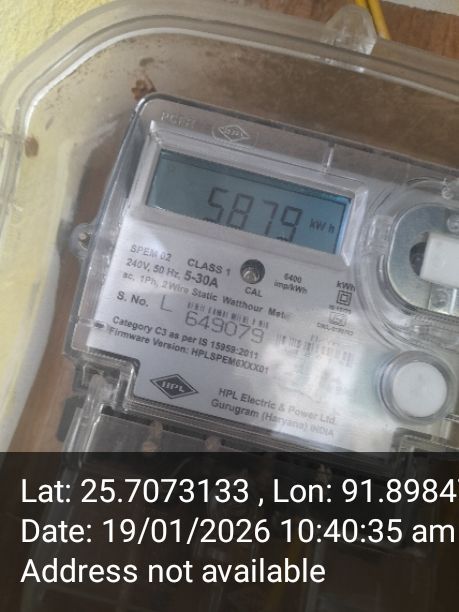 HPL
5879 kWh
SPEM 02 CLASS 1
240V, 50 Hz, 5-30A CAL 6400 imp/kWh kWh
ac, 1Ph, 2Wire Static Watthour Meter
S. No. L 649079
Category C3 as per IS 15959:2011
Firmware Version: HPLSPEM6XXX01
HPL
HPL Electric & Power Ltd.
Gurugram (Haryana) INDIA
Lat: 25.7073133 , Lon: 91.8984
Date: 19/01/2026 10:40:35 am
Address not available